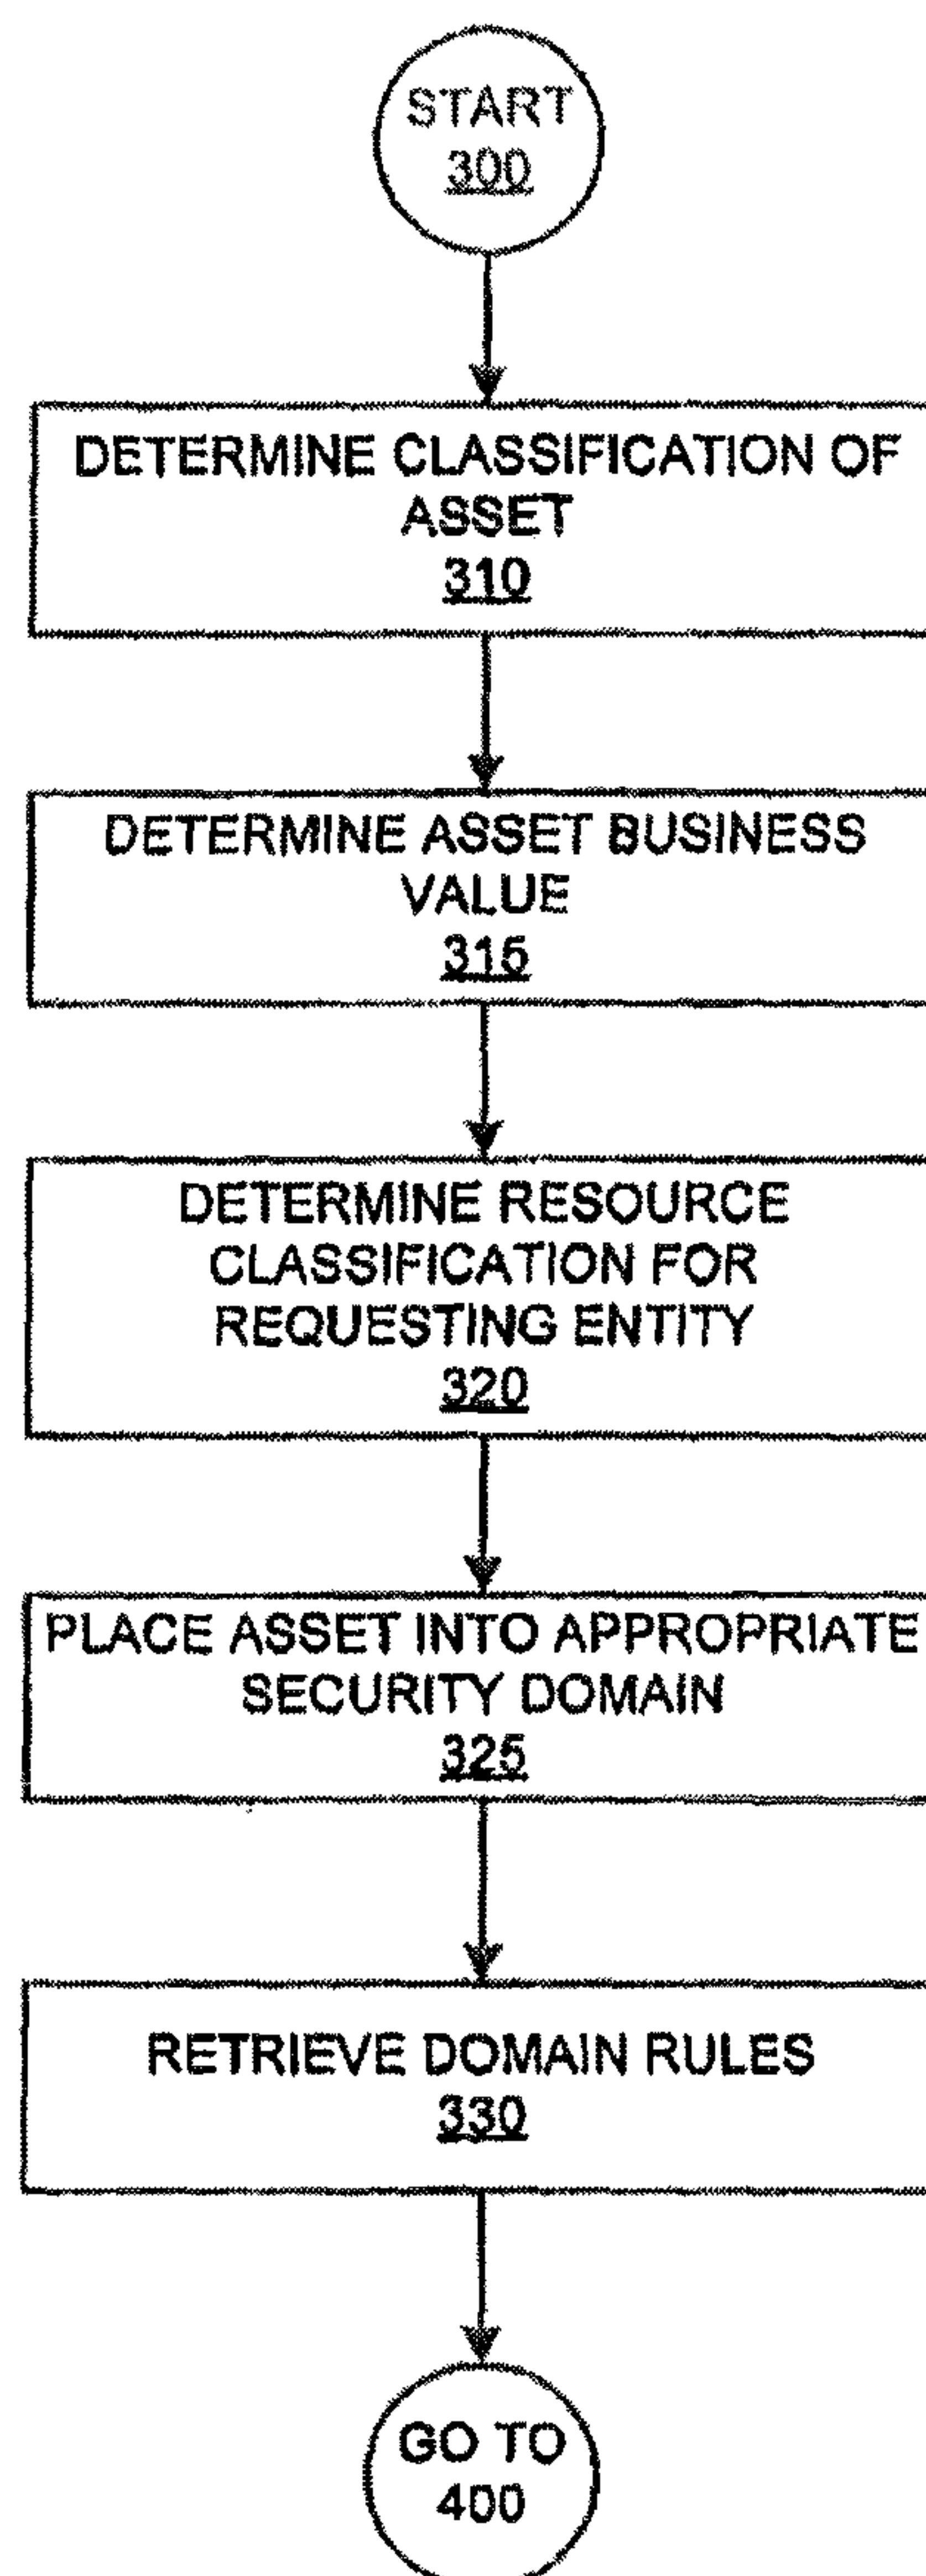 START
300
DETERMINE CLASSIFICATION OF
ASSET
310
DETERMINE ASSET BUSINESS
VALUE
315
DETERMINE RESOURCE
CLASSIFICATION FOR
REQUESTING ENTITY
320
PLACE ASSET INTO APPROPRIATE
SECURITY DOMAIN
325
RETRIEVE DOMAIN RULES
330
GO TO
400